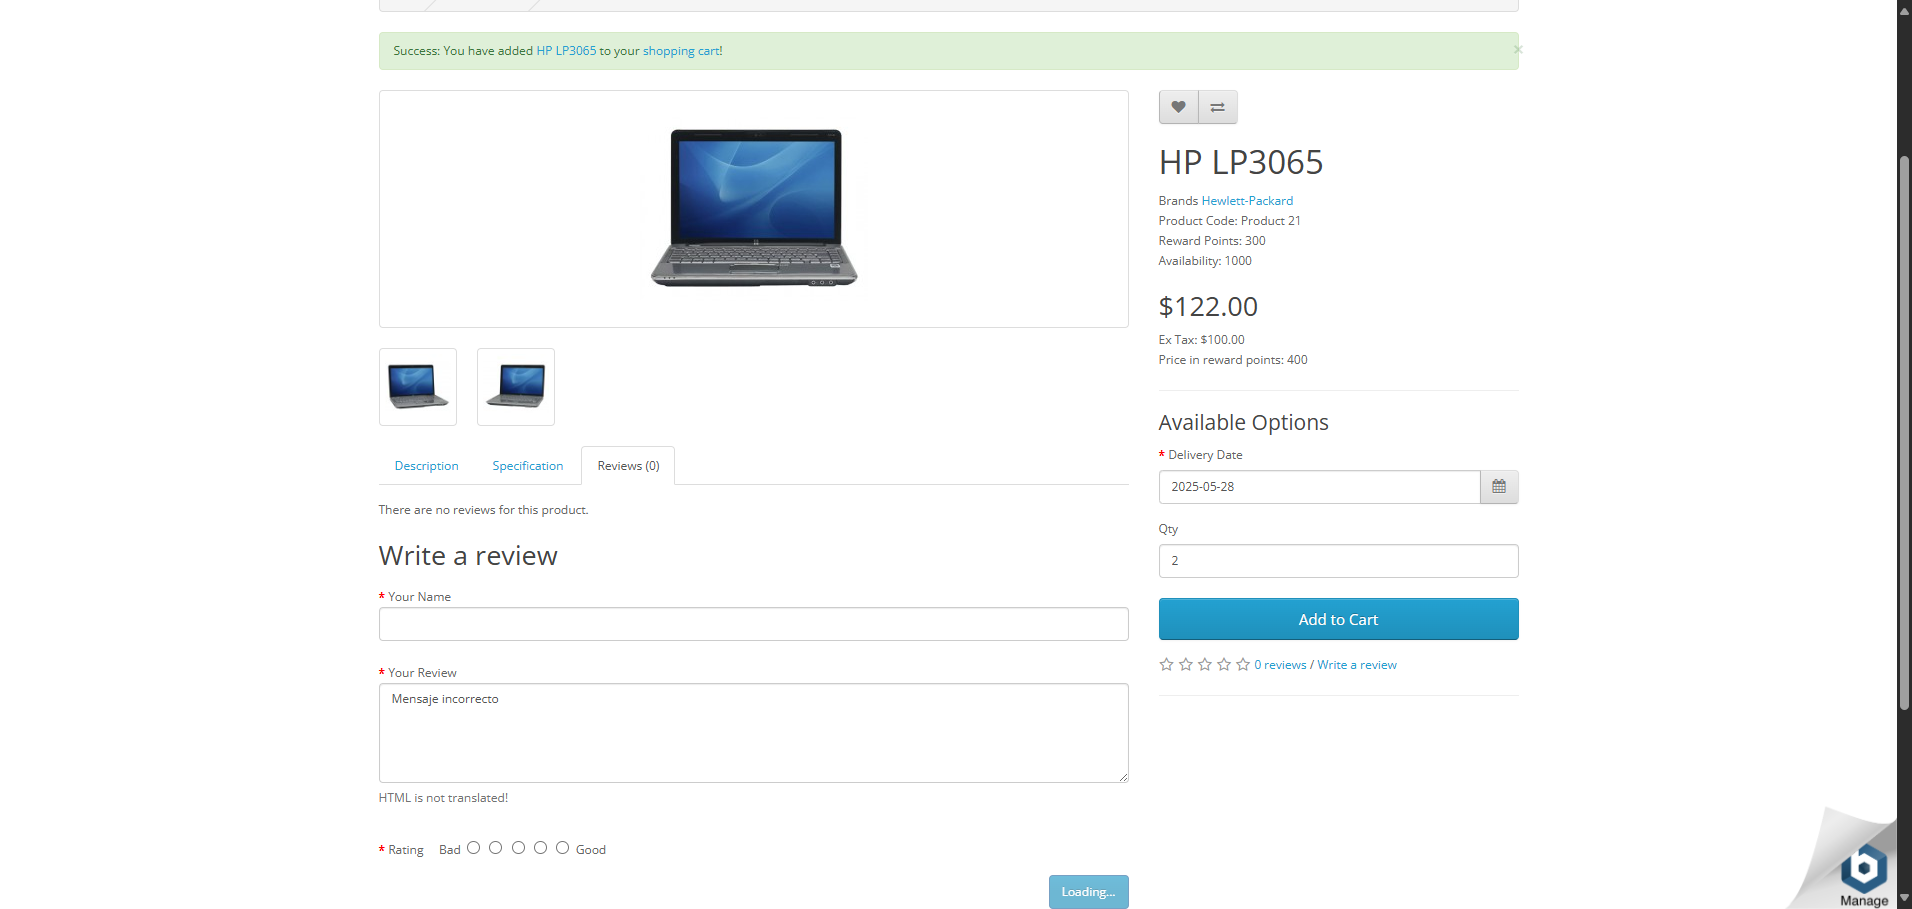 Success: You have added HP LP3065 to your shopping cart!
×
HP LP3065
Brands Hewlett-Packard
Product Code: Product 21
Reward Points: 300
Availability: 1000
$122.00
Ex Tax: $100.00
Price in reward points: 400
Available Options
* Delivery Date
2025-05-28
Qty
2
Add to Cart
0 reviews / Write a review
Description
Specification
Reviews (0)
There are no reviews for this product.
Write a review
* Your Name
* Your Review
Mensaje incorrecto
HTML is not translated!
* Rating Bad Good
Loading...
Manage